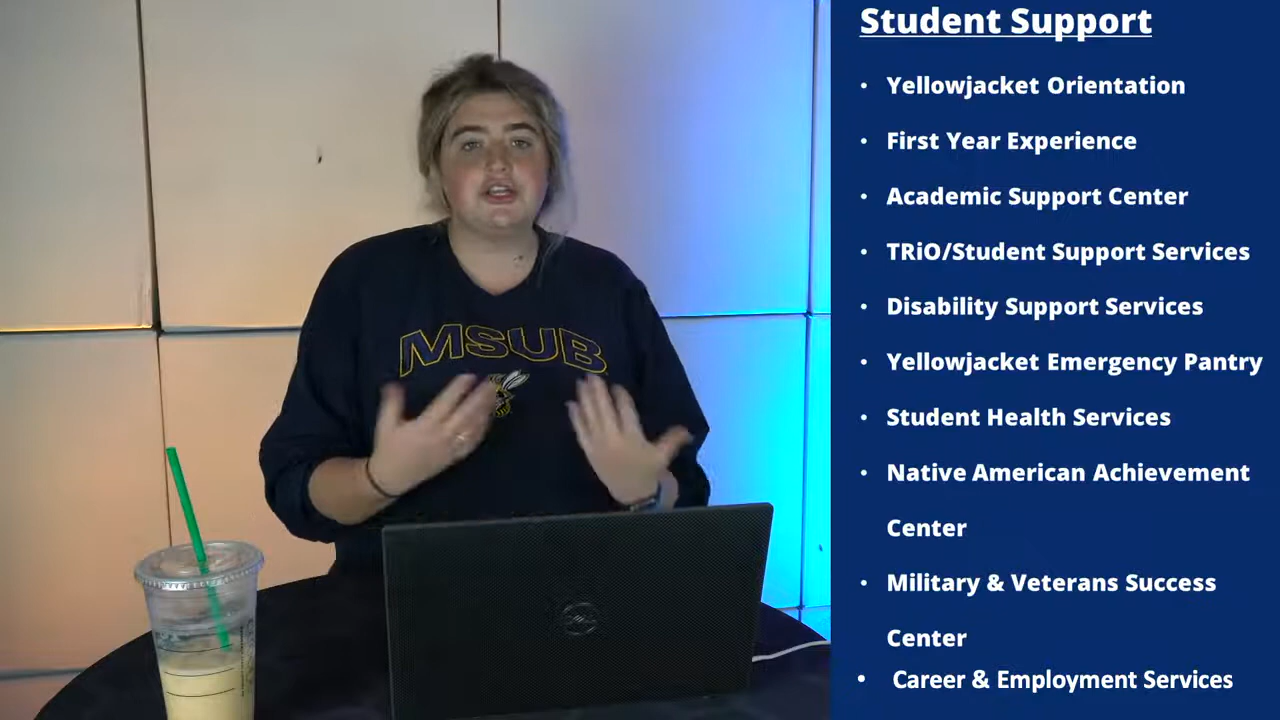 Student Support
• Yellowjacket Orientation
• First Year Experience
• Academic Support Center
• TRiO/Student Support Services
• Disability Support Services
• Yellowjacket Emergency Pantry
• Student Health Services
• Native American Achievement
Center
• Military & Veterans Success
Center
• Career & Employment Services
MSUB
DELL